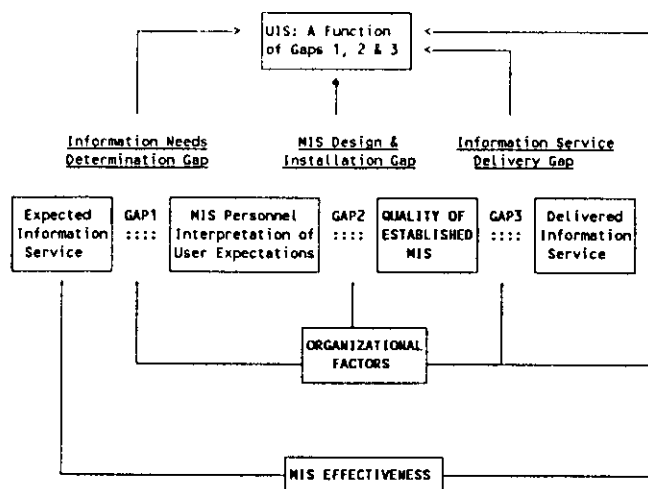 UIS: A Function
of Gaps 1, 2 & 3
Information Needs
Determination Gap
MIS Design &
Installation Gap
Information Service
Delivery Gap
Expected
Information
Service
GAP1
::::
MIS Personnel
Interpretation of
User Expectations
GAP2
::::
QUALITY OF
ESTABLISHED
MIS
GAP3
::::
Delivered
Information
Service
ORGANIZATIONAL
FACTORS
MIS EFFECTIVENESS